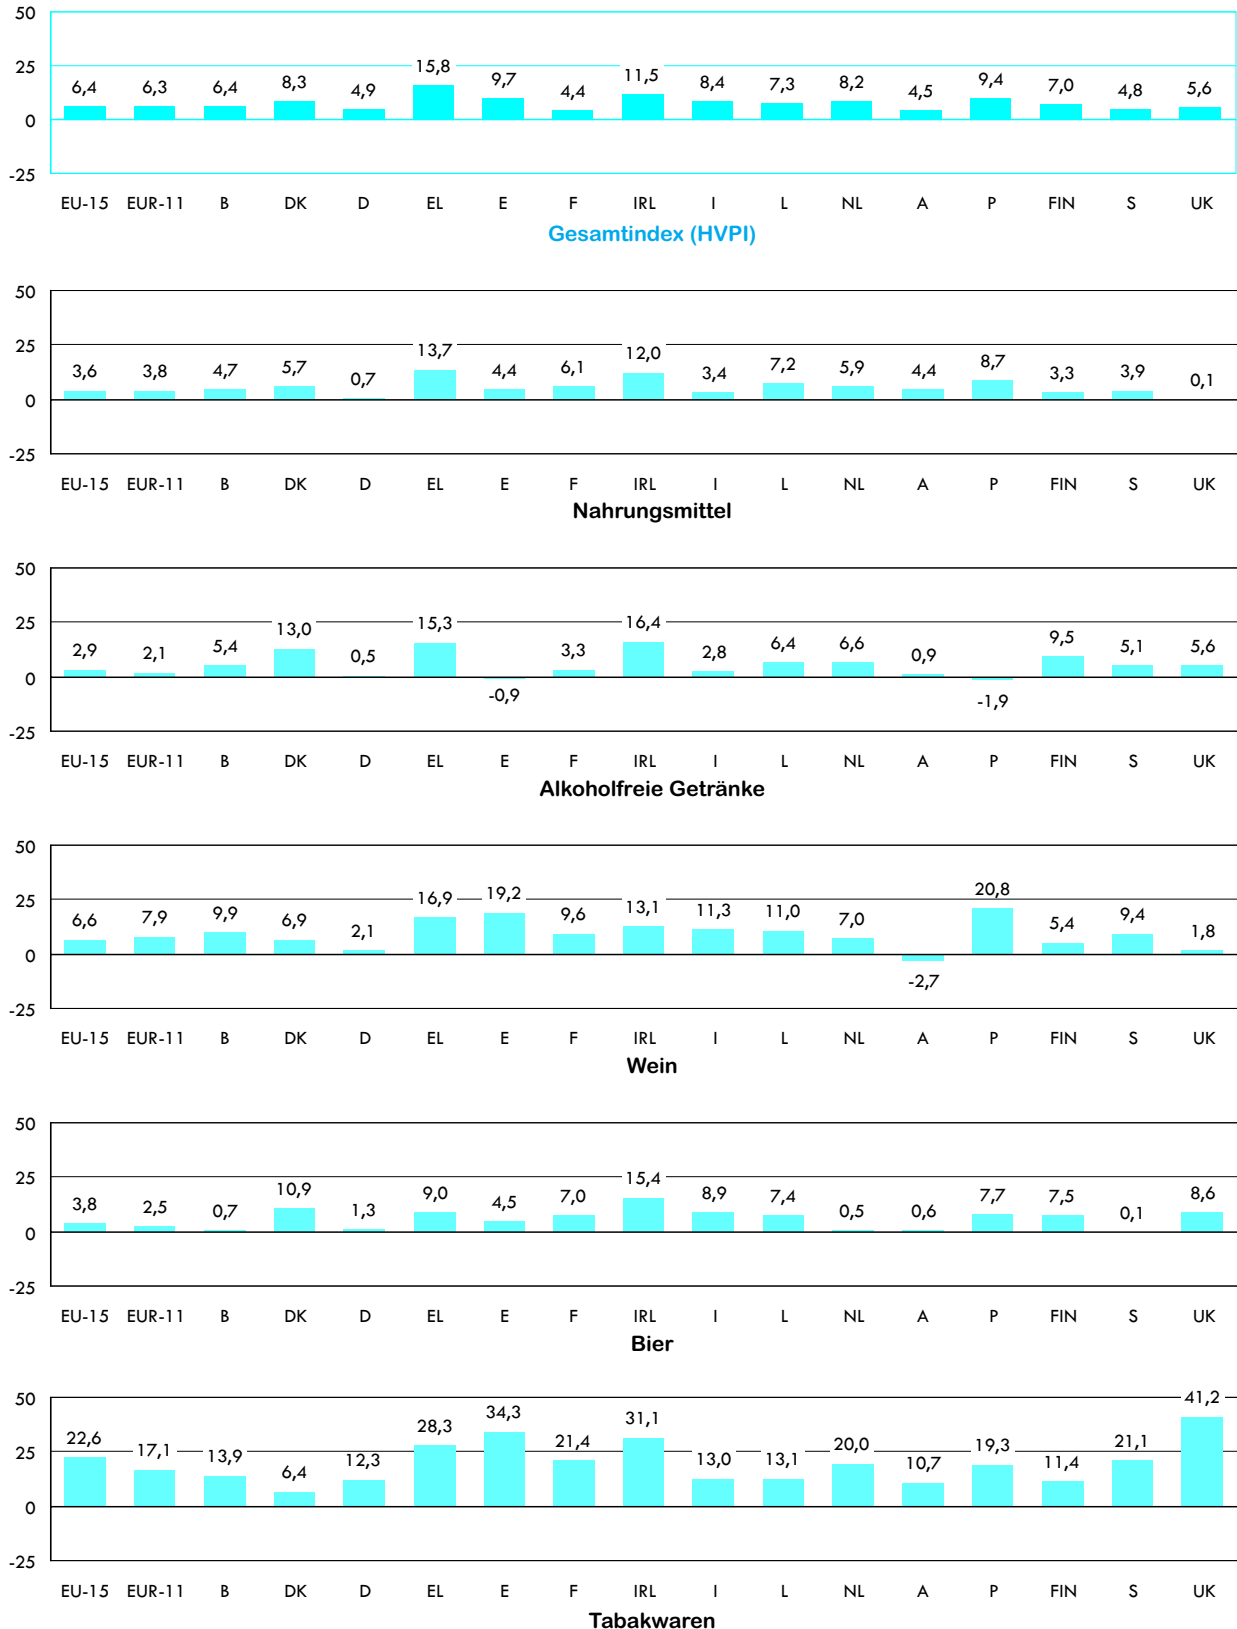 50
25
0
-25
6,4 6,3 6,4 8,3 4,9 15,8 9,7 4,4 11,5 8,4 7,3 8,2 4,5 9,4 7,0 4,8 5,6
EU-15 EUR-11 B DK D EL E F IRL I L NL A P FIN S UK
Gesamtindex (HVPI)
50
25
0
-25
3,6 3,8 4,7 5,7 0,7 13,7 4,4 6,1 12,0 3,4 7,2 5,9 4,4 8,7 3,3 3,9 0,1
EU-15 EUR-11 B DK D EL E F IRL I L NL A P FIN S UK
Nahrungsmittel
50
25
0
-25
2,9 2,1 5,4 13,0 0,5 15,3 -0,9 3,3 16,4 2,8 6,4 6,6 0,9 -1,9 9,5 5,1 5,6
EU-15 EUR-11 B DK D EL E F IRL I L NL A P FIN S UK
Alkoholfreie Getränke
50
25
0
-25
6,6 7,9 9,9 6,9 2,1 16,9 19,2 9,6 13,1 11,3 11,0 7,0 -2,7 20,8 5,4 9,4 1,8
EU-15 EUR-11 B DK D EL E F IRL I L NL A P FIN S UK
Wein
50
25
0
-25
3,8 2,5 0,7 10,9 1,3 9,0 4,5 7,0 15,4 8,9 7,4 0,5 0,6 7,7 7,5 0,1 8,6
EU-15 EUR-11 B DK D EL E F IRL I L NL A P FIN S UK
Bier
50
25
0
-25
22,6 17,1 13,9 6,4 12,3 28,3 34,3 21,4 31,1 13,0 13,1 20,0 10,7 19,3 11,4 21,1 41,2
EU-15 EUR-11 B DK D EL E F IRL I L NL A P FIN S UK
Tabakwaren